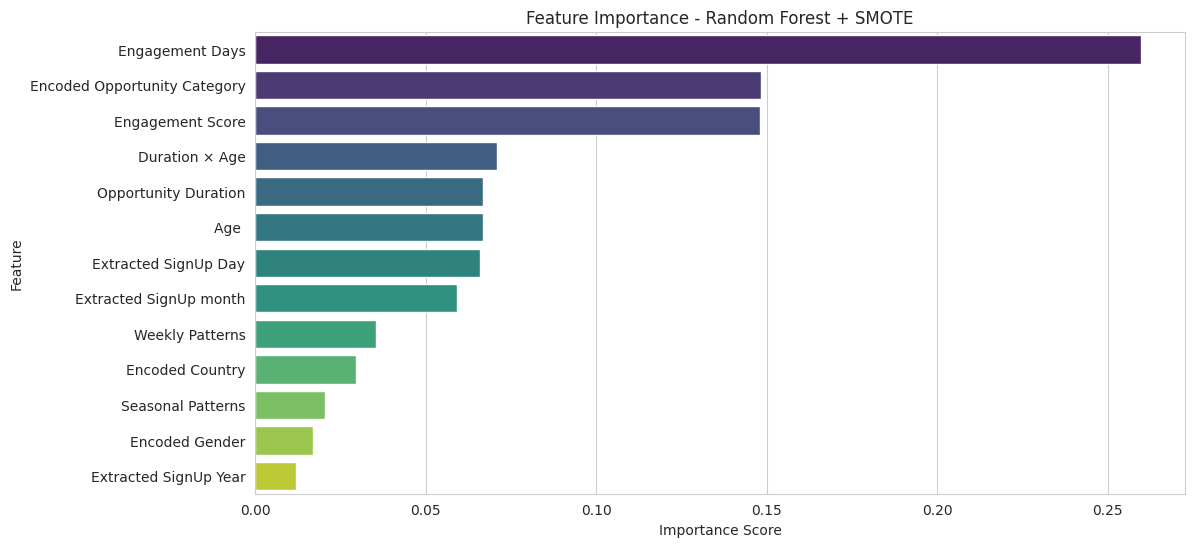 Feature Importance - Random Forest + SMOTE
Feature
Engagement Days
Encoded Opportunity Category
Engagement Score
Duration × Age
Opportunity Duration
Age
Extracted SignUp Day
Extracted SignUp month
Weekly Patterns
Encoded Country
Seasonal Patterns
Encoded Gender
Extracted SignUp Year
0.00 0.05 0.10 0.15 0.20 0.25
Importance Score